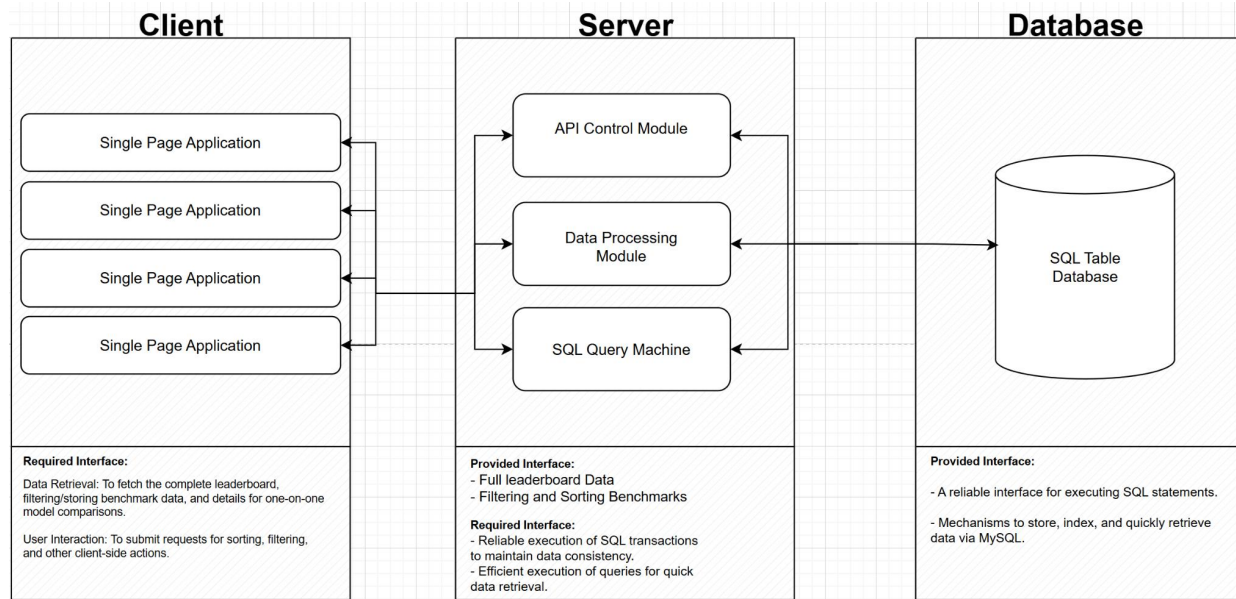 Client
Server
Database
Single Page Application
Single Page Application
Single Page Application
Single Page Application
API Control Module
Data Processing
Module
SQL Query Machine
SQL Table
Database
Required Interface:
Data Retrieval: To fetch the complete leaderboard,
filtering/storing benchmark data, and details for one-on-one
model comparisons.
User Interaction: To submit requests for sorting, filtering,
and other client-side actions.
Provided Interface:
- Full leaderboard Data
- Filtering and Sorting Benchmarks
Required Interface:
- Reliable execution of SQL transactions
to maintain data consistency.
- Efficient execution of queries for quick
data retrieval.
Provided Interface:
- A reliable interface for executing SQL statements.
- Mechanisms to store, index, and quickly retrieve
data via MySQL.